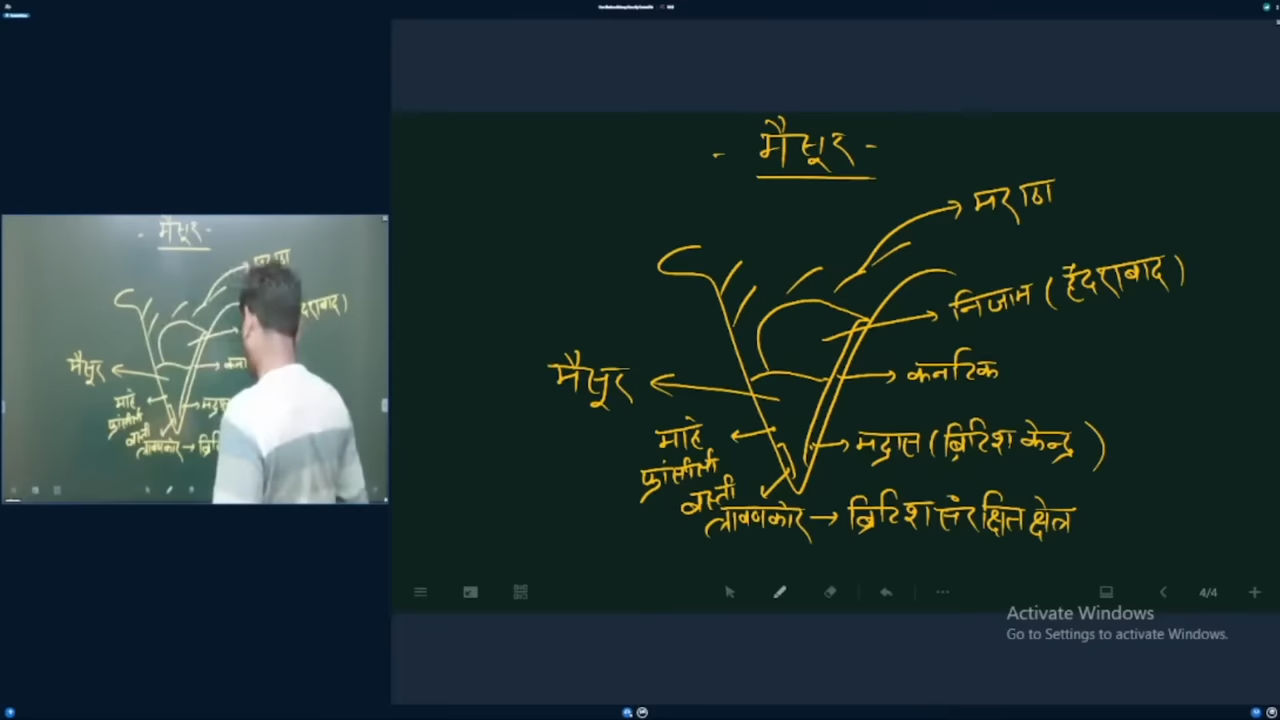 - मैसूर -
मराठा
निजाम (हैदराबाद)
मैसूर
कर्नाटक
माहे
फ्रांसीसी
बस्ती
मद्रास (ब्रिटिश केन्द्र)
त्रावणकोर → ब्रिटिश संरक्षित क्षेत्र
4/4
Activate Windows
Go to Settings to activate Windows.